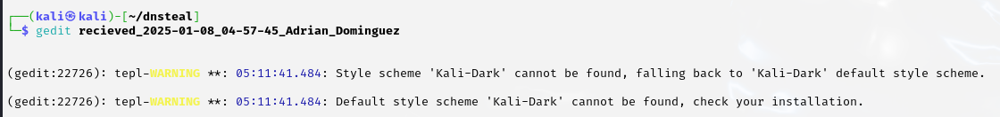 ┌──(kali㉿kali)-[~/dnsteal]
└─$ gedit recieved_2025-01-08_04-57-45_Adrian_Dominguez
(gedit:22726): tepl-WARNING **: 05:11:41.484: Style scheme 'Kali-Dark' cannot be found, falling back to 'Kali-Dark' default style scheme.
(gedit:22726): tepl-WARNING **: 05:11:41.484: Default style scheme 'Kali-Dark' cannot be found, check your installation.